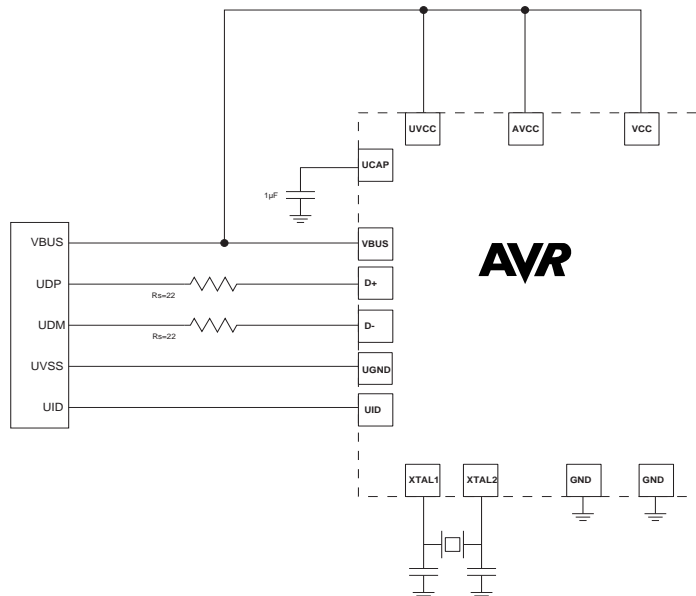 UVCC
AVCC
VCC
UCAP
1µF
VBUS
VBUS
AVR
UDP
D+
Rs=22
UDM
D-
Rs=22
UVSS
UGND
UID
UID
XTAL1
XTAL2
GND
GND